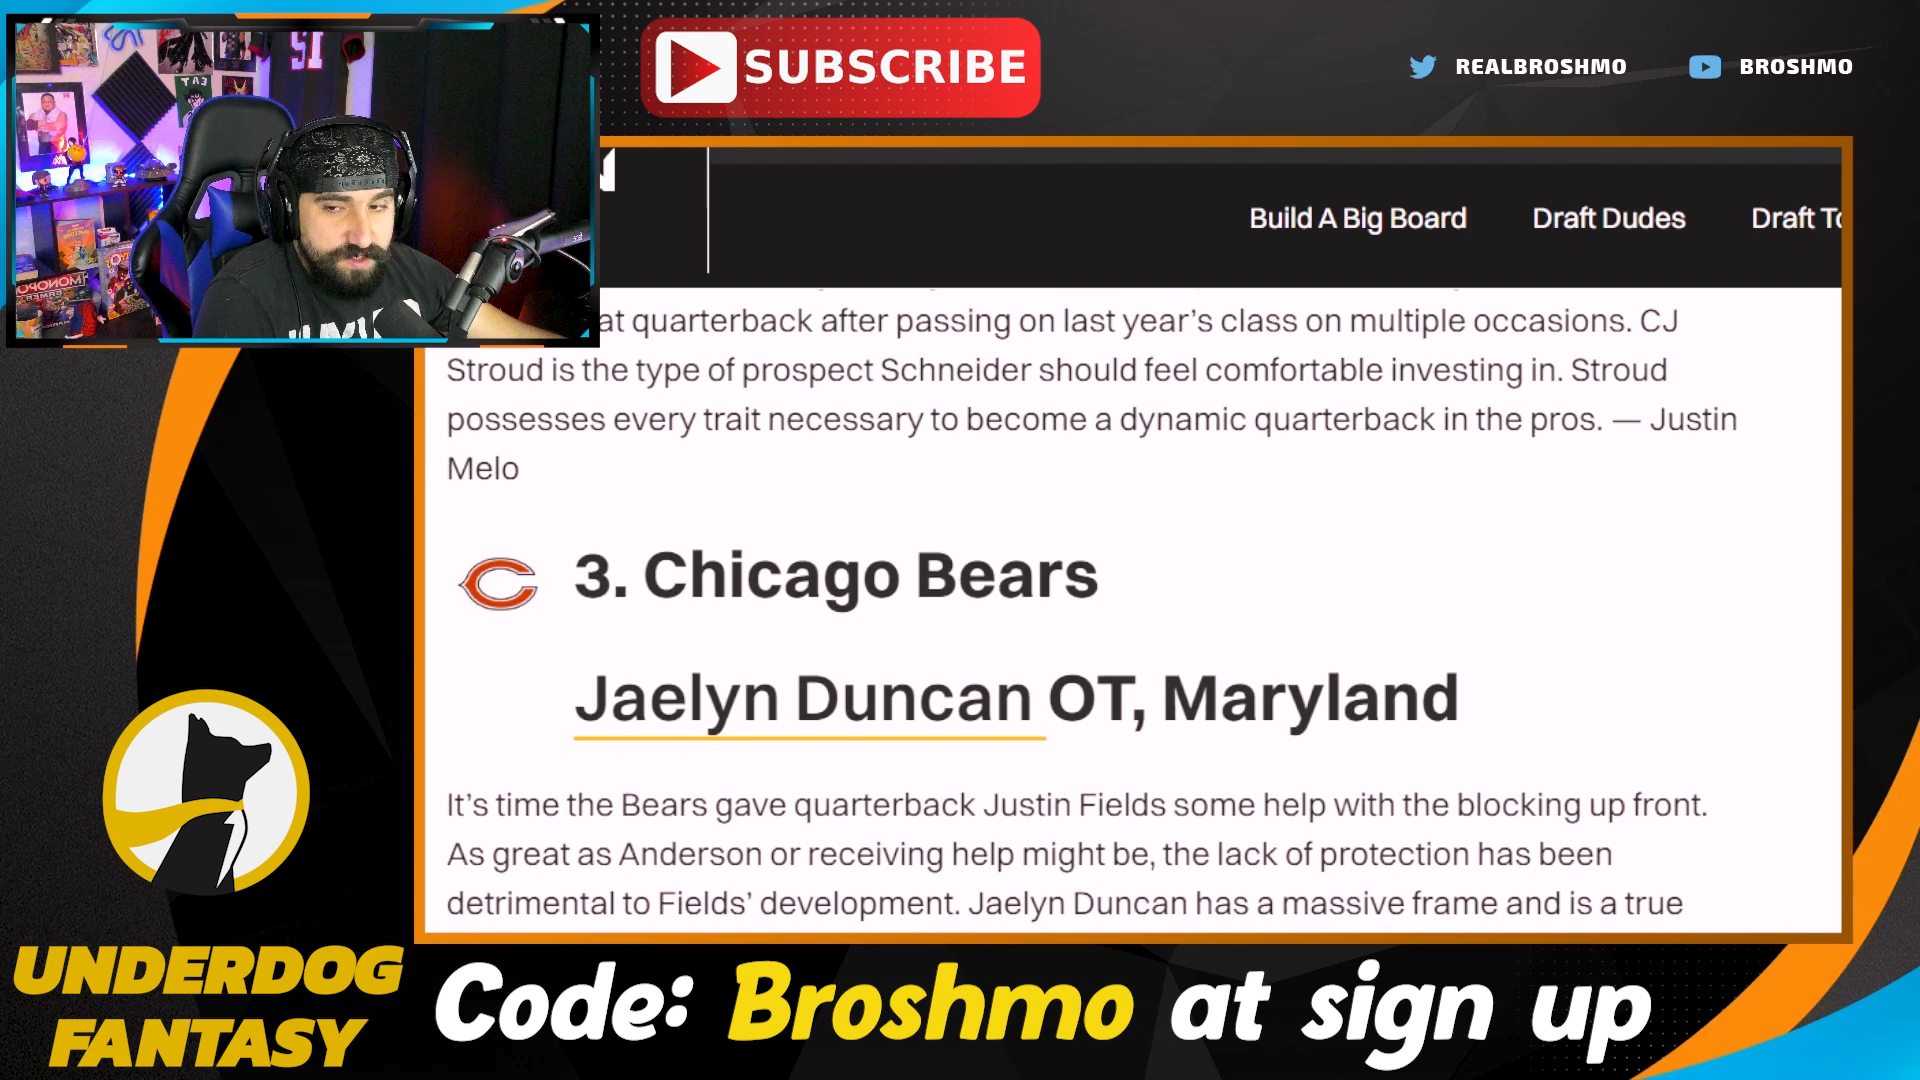 SUBSCRIBE
REALBROSHMO
BROSHMO
Build A Big Board
Draft Dudes
at quarterback after passing on last year's class on multiple occasions. CJ
Stroud is the type of prospect Schneider should feel comfortable investing in. Stroud
possesses every trait necessary to become a dynamic quarterback in the pros. — Justin
Melo
3. Chicago Bears
Jaelyn Duncan OT, Maryland
It's time the Bears gave quarterback Justin Fields some help with the blocking up front.
As great as Anderson or receiving help might be, the lack of protection has been
detrimental to Fields' development. Jaelyn Duncan has a massive frame and is a true
UNDERDOG
FANTASY
Code: Broshmo at sign up